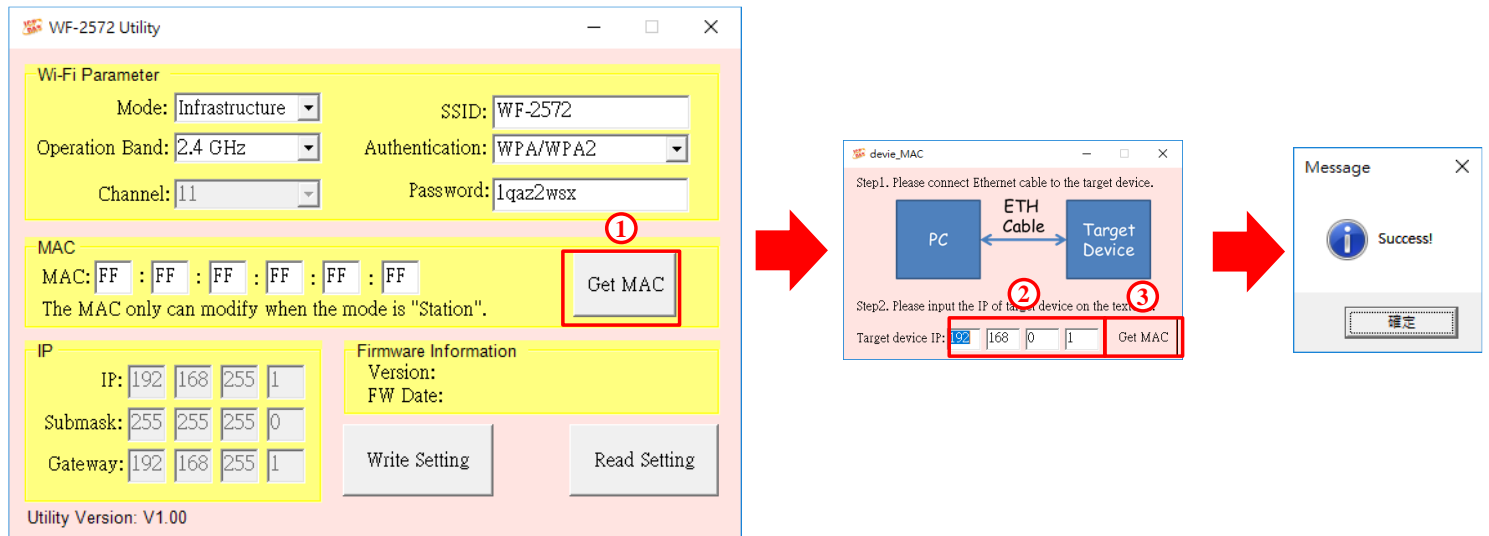 WF-2572 Utility
Wi-Fi Parameter
Mode: Infrastructure
SSID: WF-2572
Operation Band: 2.4 GHz
Authentication: WPA/WPA2
Channel: 11
Password: 1qaz2wsx
MAC
MAC: FF : FF : FF : FF : FF : FF
The MAC only can modify when the mode is "Station".
1
Get MAC
IP
IP: 192 168 255 1
Submask: 255 255 255 0
Gateway: 192 168 255 1
Firmware Information
Version:
FW Date:
Write Setting
Read Setting
Utility Version: V1.00
devie_MAC
Step1. Please connect Ethernet cable to the target device.
PC
ETH
Cable
Target
Device
2
3
Step2. Please input the IP of target device on the
Target device IP: 192 168 0 1
Get MAC
Message
Success!
確定